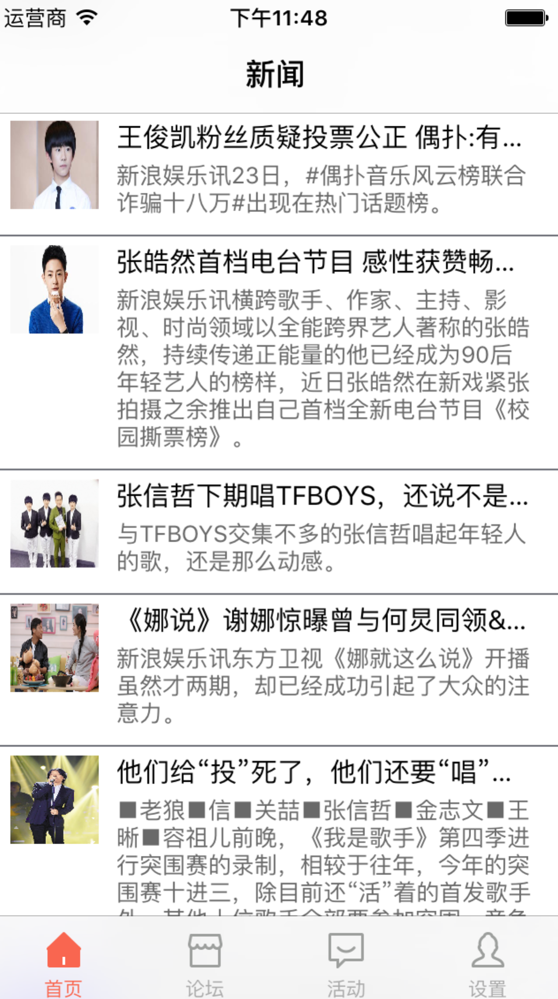 运营商
下午11:48
新闻
王俊凯粉丝质疑投票公正 偶扑:有...
新浪娱乐讯23日，#偶扑音乐风云榜联合
诈骗十八万#出现在热门话题榜。
张皓然首档电台节目 感性获赞畅...
新浪娱乐讯横跨歌手、作家、主持、影
视、时尚领域以全能跨界艺人著称的张皓
然，持续传递正能量的他已经成为90后
年轻艺人的榜样，近日张皓然在新戏紧张
拍摄之余推出自己首档全新电台节目《校
园撕票榜》。
张信哲下期唱TFBOYS，还说不是...
与TFBOYS交集不多的张信哲唱起年轻人
的歌，还是那么动感。
《娜说》谢娜惊曝曾与何炅同领&...
新浪娱乐讯东方卫视《娜就这么说》开播
虽然才两期，却已经成功引起了大众的注
意力。
他们给“投”死了，他们还要“唱”...
■老狼■信■关喆■张信哲■金志文■王
晰■容祖儿前晚，《我是歌手》第四季进
行突围赛的录制，相较于往年，今年的突
围赛十进三，除目前还“活”着的首发歌手
首页
论坛
活动
设置